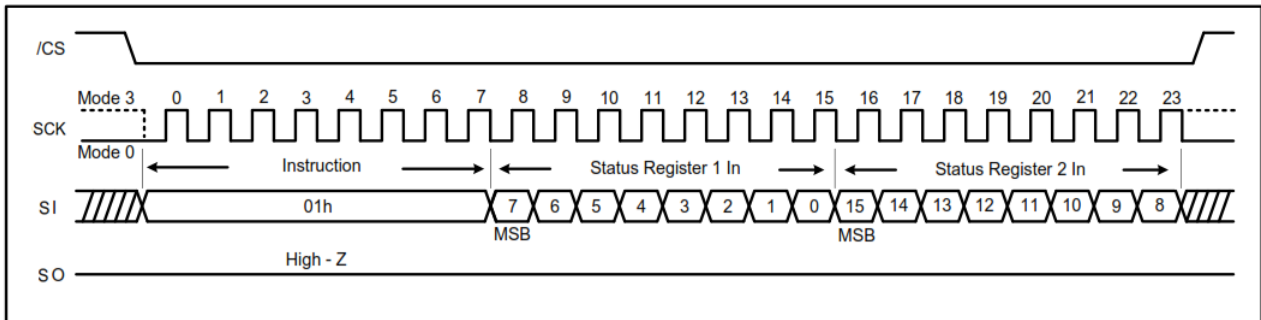 /CS
Mode 3 0 1 2 3 4 5 6 7 8 9 10 11 12 13 14 15 16 17 18 19 20 21 22 23
SCK
Mode 0
Instruction Status Register 1 In Status Register 2 In
SI 01h 7 6 5 4 3 2 1 0 15 14 13 12 11 10 9 8
MSB MSB
High - Z
SO